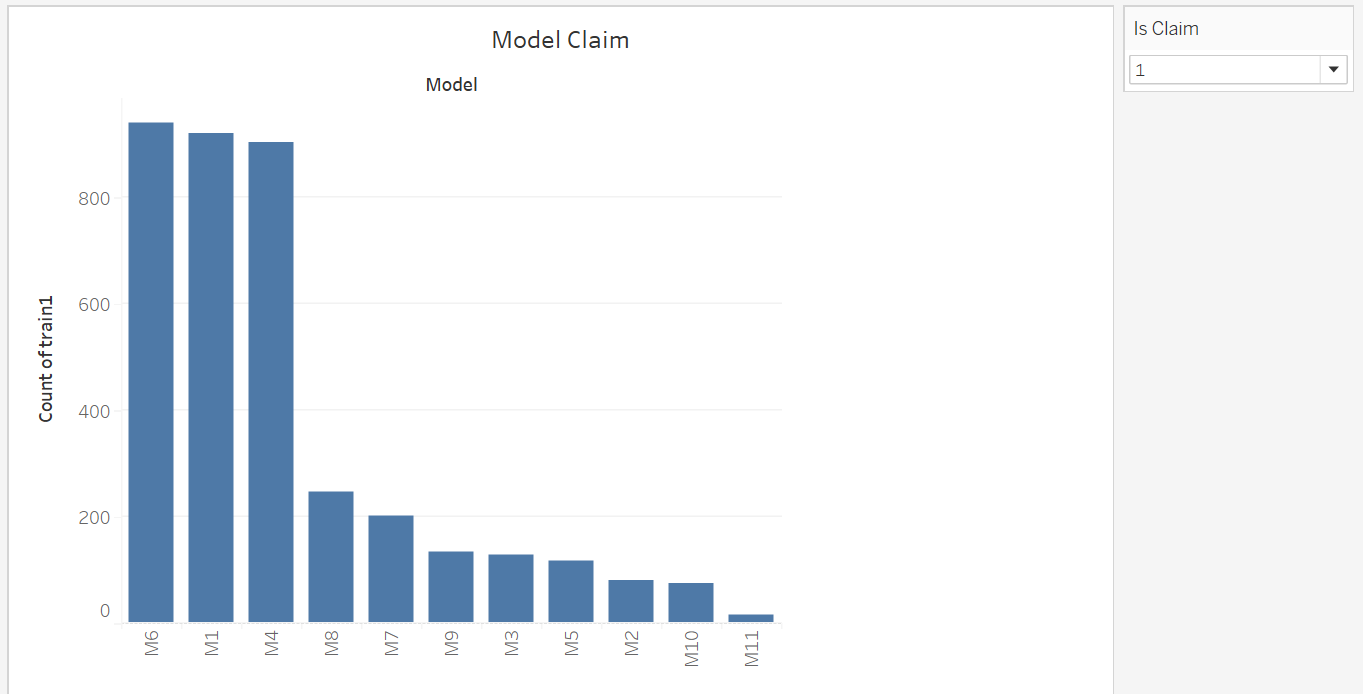 Model Claim
Model
Is Claim
1
Count of train1
800
600
400
200
0
M6
M1
M4
M8
M7
M9
M3
M5
M2
M10
M11